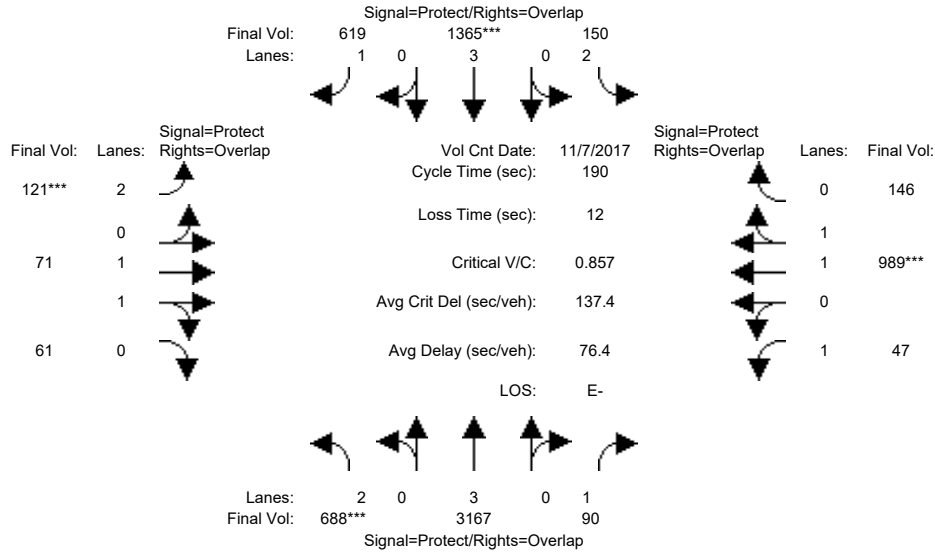 Signal=Protect/Rights=Overlap
Final Vol: 619 1365*** 150
Lanes: 1 0 3 0 2
Signal=Protect Signal=Protect
Final Vol: Lanes: Rights=Overlap Vol Cnt Date: 11/7/2017 Rights=Overlap Lanes: Final Vol:
Cycle Time (sec): 190
121*** 2 0 146
Loss Time (sec): 12
0 1
71 1 Critical V/C: 0.857 1 989***
1 Avg Crit Del (sec/veh): 137.4 0
61 0 Avg Delay (sec/veh): 76.4 1 47
LOS: E-
Lanes: 2 0 3 0 1
Final Vol: 688*** 3167 90
Signal=Protect/Rights=Overlap